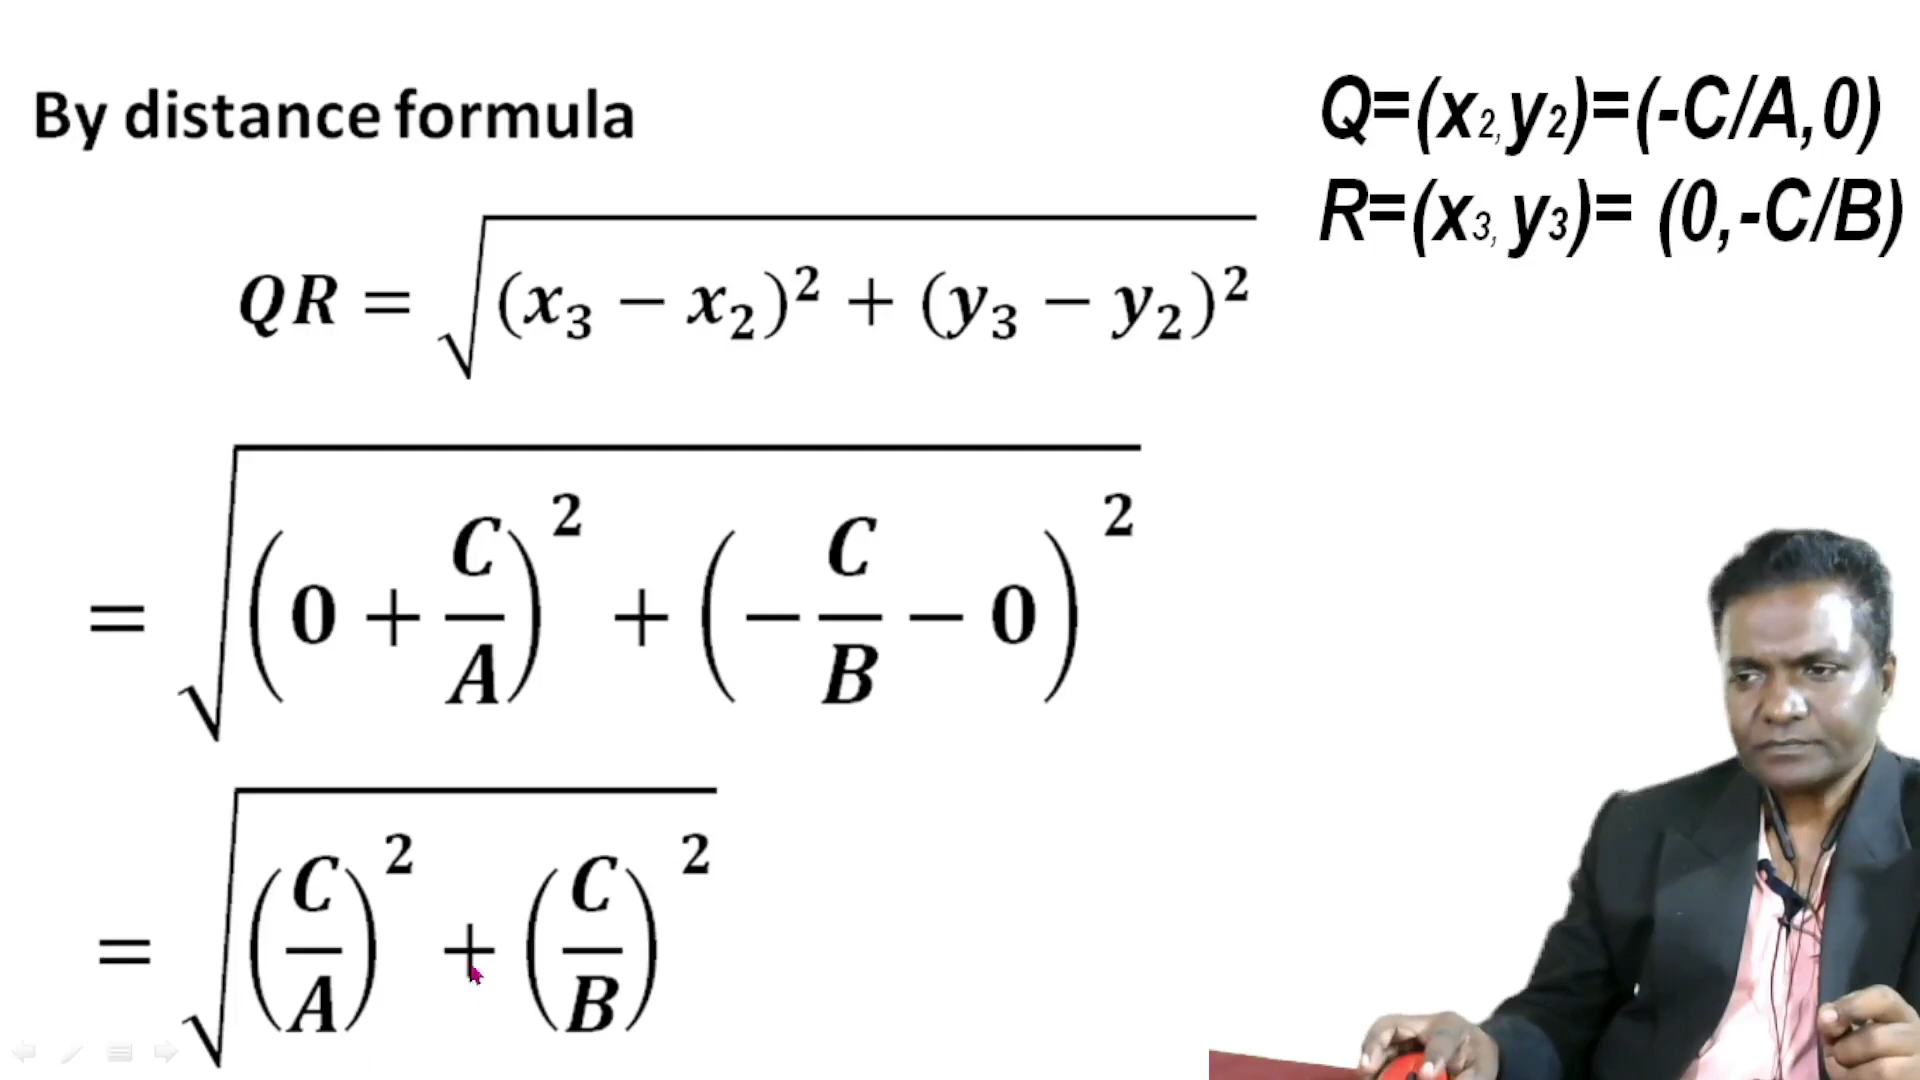 By distance formula
Q=(x₂,y₂)=(-C/A,0)
R=(x₃, y₃)= (0,-C/B)
QR = √((x₃ − x₂)² + (y₃ − y₂)²)
= √((0 + C/A)² + (−C/B − 0)²)
= √((C/A)² + (C/B)²)